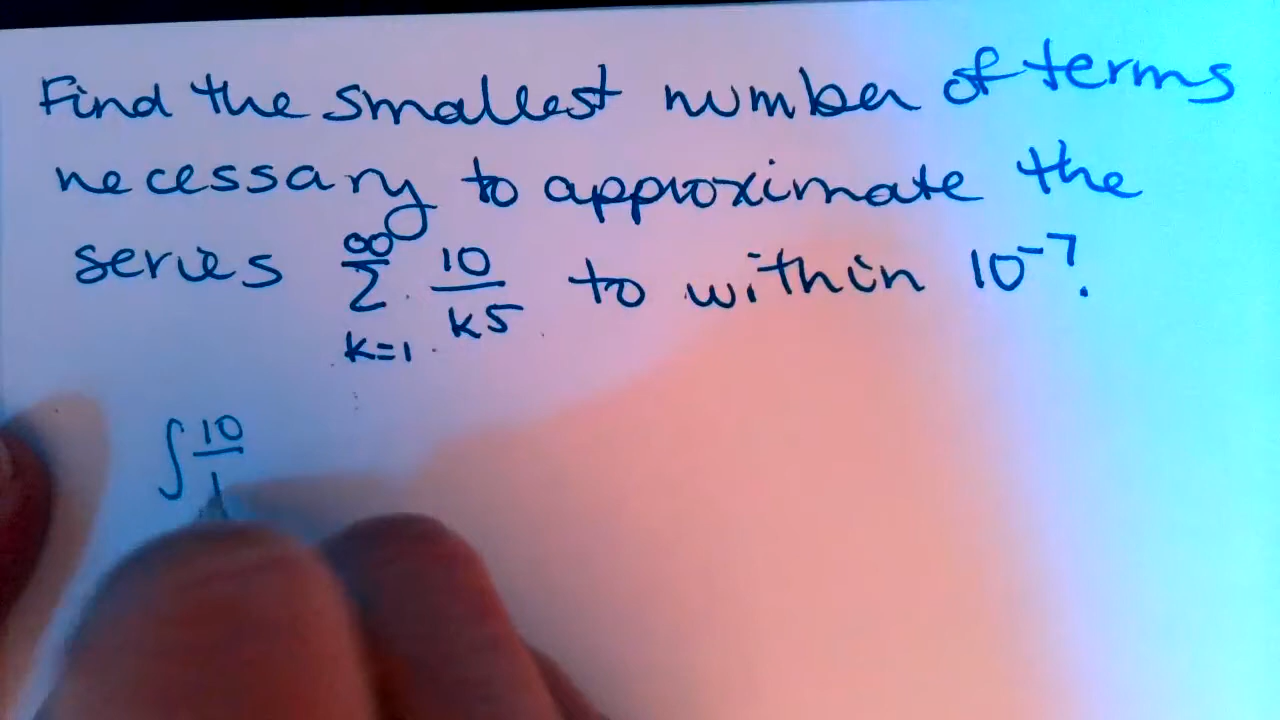 Find the smallest number of terms
necessary to approximate the
series ∞ Σ k=1 10/k5 to within 10⁻⁷?
∫ 10/